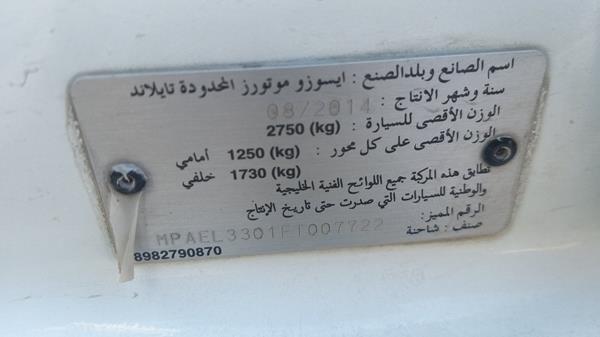 اسم الصانع وبلدالصنع : ايسوزو موتورز المحدودة تايلاند
سنة وشهر الانتاج : 08/2014
الوزن الأقصى للسيارة : 2750 (kg)
الوزن الأقصى على كل محور : 1250 (kg) أمامي
1730 (kg) خلفي
تطابق هذه المركبة جميع اللوائح الفنية الخليجية
والوطنية للسيارات التي صدرت حتى تاريخ الإنتاج
الرقم المميز: MPAEL3301FT007722
صنف : شاحنة
8982790870